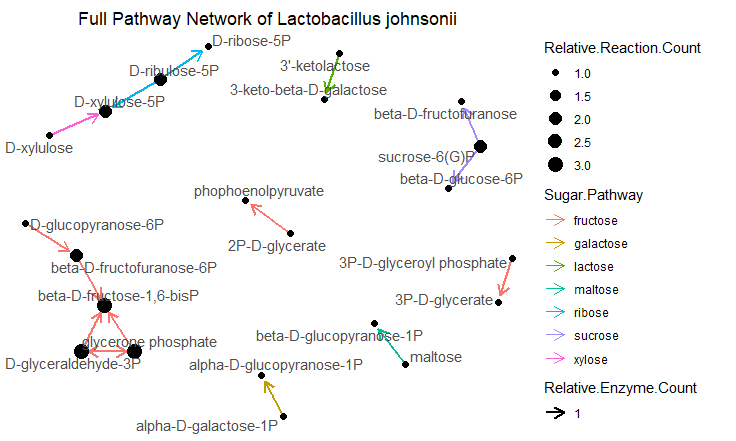 Full Pathway Network of Lactobacillus johnsonii
D-ribose-5P
D-ribulose-5P
D-xylulose-5P
D-xylulose
3'-ketolactose
3-keto-beta-D-galactose
beta-D-fructofuranose
sucrose-6(G)P
beta-D-glucose-6P
phophoenolpyruvate
2P-D-glycerate
D-glucopyranose-6P
beta-D-fructofuranose-6P
beta-D-fructose-1,6-bisP
glycerone phosphate
D-glyceraldehyde-3P
3P-D-glyceroyl phosphate
3P-D-glycerate
beta-D-glucopyranose-1P
maltose
alpha-D-glucopyranose-1P
alpha-D-galactose-1P
Relative.Reaction.Count
1.0
1.5
2.0
2.5
3.0
Sugar.Pathway
fructose
galactose
lactose
maltose
ribose
sucrose
xylose
Relative.Enzyme.Count
1